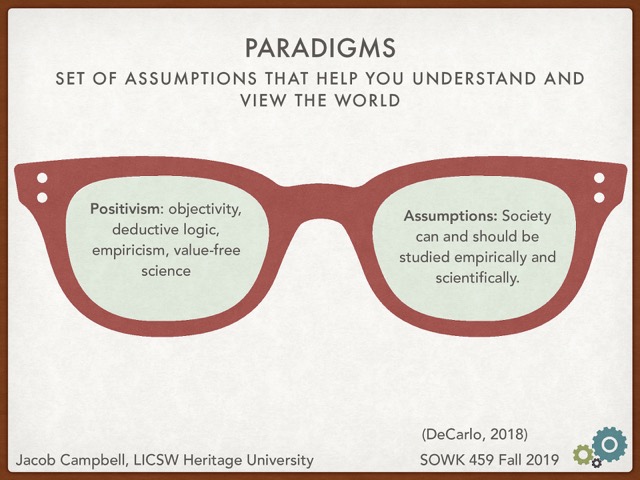 PARADIGMS
SET OF ASSUMPTIONS THAT HELP YOU UNDERSTAND AND
VIEW THE WORLD
Positivism: objectivity,
deductive logic,
empiricism, value-free
science
Assumptions: Society
can and should be
studied empirically and
scientifically.
(DeCarlo, 2018)
Jacob Campbell, LICSW Heritage University
SOWK 459 Fall 2019